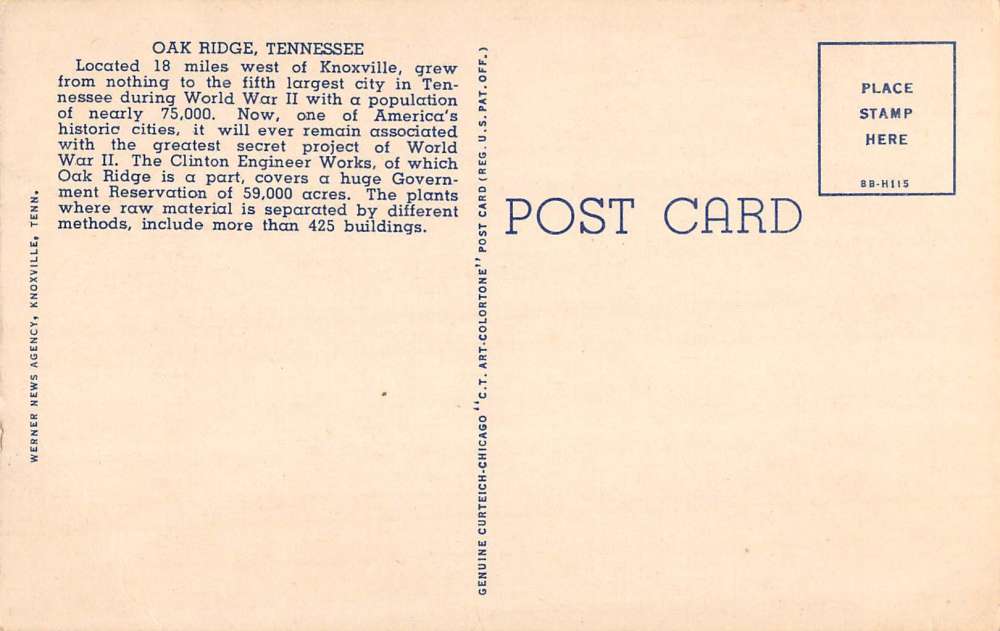 OAK RIDGE, TENNESSEE
Located 18 miles west of Knoxville, grew
from nothing to the fifth largest city in Ten-
nessee during World War II with a population
of nearly 75,000. Now, one of America's
historic cities, it will ever remain associated
with the greatest secret project of World
War II. The Clinton Engineer Works, of which
Oak Ridge is a part, covers a huge Govern-
ment Reservation of 59,000 acres. The plants
where raw material is separated by different
methods, include more than 425 buildings.
WERNER NEWS AGENCY, KNOXVILLE, TENN.
GENUINE CURTEICH-CHICAGO "C.T. ART-COLORTONE" POST CARD (REG. U.S. PAT. OFF.)
POST CARD
PLACE
STAMP
HERE
8B-H115